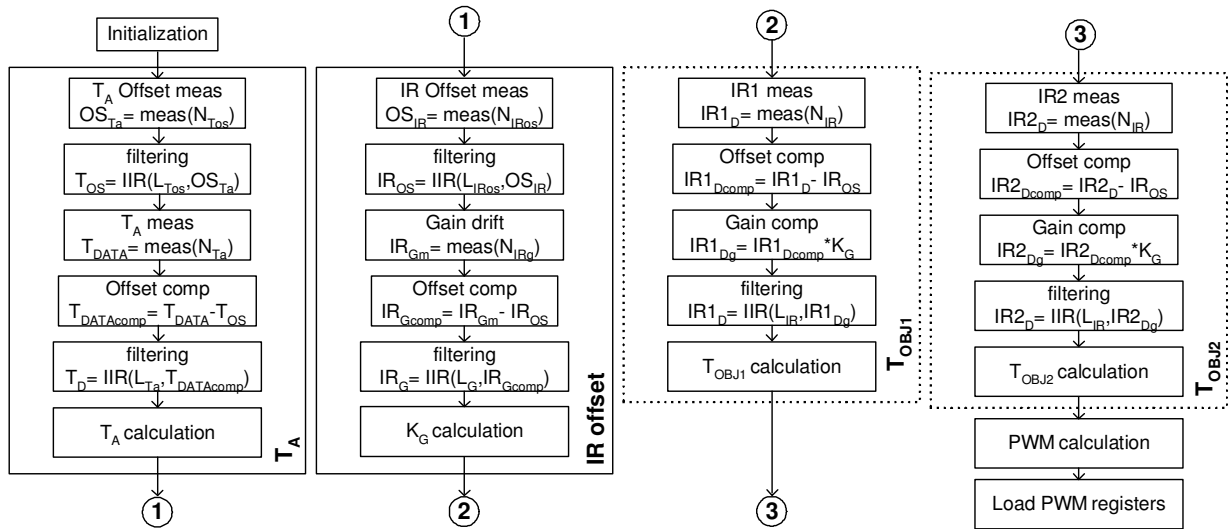 Initialization
T_A Offset meas
OS_Ta= meas(N_Tos)
filtering
T_OS= IIR(L_Tos,OS_Ta)
T_A meas
T_DATA= meas(N_Ta)
Offset comp
T_DATAcomp= T_DATA-T_OS
filtering
T_D= IIR(L_Ta,T_DATAcomp)
T_A calculation
T_A
1
1
IR Offset meas
OS_IR= meas(N_IRos)
filtering
IR_OS= IIR(L_IRos,OS_IR)
Gain drift
IR_Gm= meas(N_IRg)
Offset comp
IR_Gcomp= IR_Gm- IR_OS
filtering
IR_G= IIR(L_G,IR_Gcomp)
K_G calculation
IR offset
2
2
IR1 meas
IR1_D= meas(N_IR)
Offset comp
IR1_Dcomp= IR1_D- IR_OS
Gain comp
IR1_Dg= IR1_Dcomp*K_G
filtering
IR1_D= IIR(L_IR,IR1_Dg)
T_OBJ1 calculation
T_OBJ1
3
3
IR2 meas
IR2_D= meas(N_IR)
Offset comp
IR2_Dcomp= IR2_D- IR_OS
Gain comp
IR2_Dg= IR2_Dcomp*K_G
filtering
IR2_D= IIR(L_IR,IR2_Dg)
T_OBJ2 calculation
T_OBJ2
PWM calculation
Load PWM registers